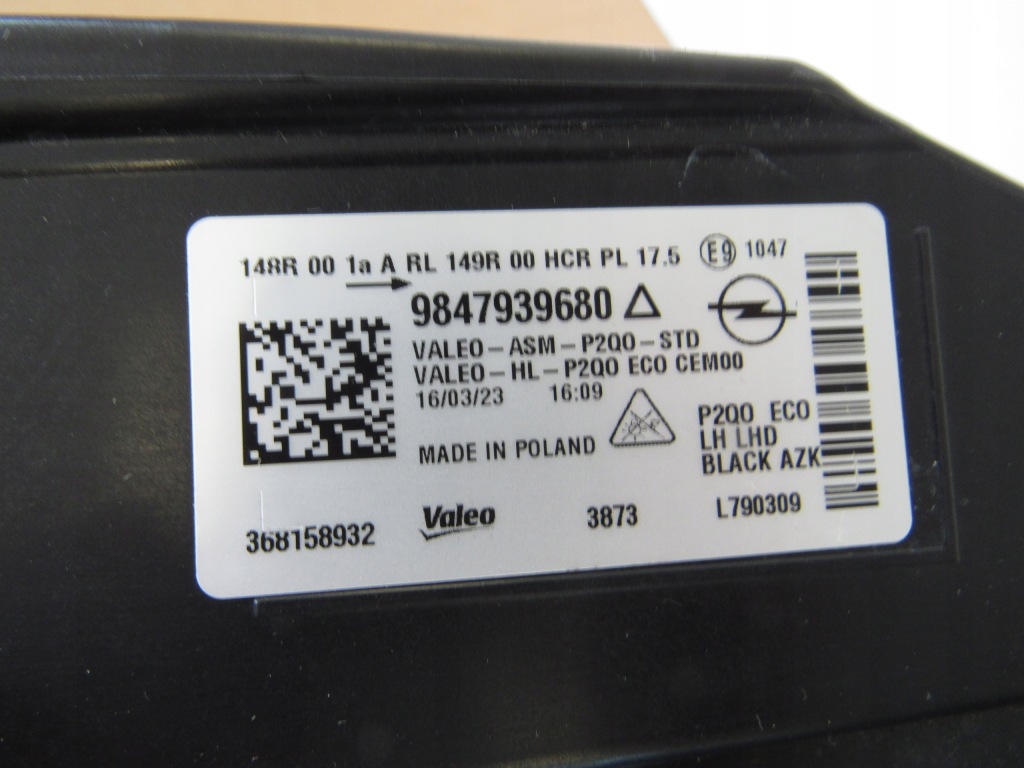 148R 00 1a A RL 149R 00 HCR PL 17.5 E9 1047
9847939680
VALEO-ASM-P2QO-STD
VALEO-HL-P2QO ECO CEM00
16/03/23 16:09
MADE IN POLAND
P2QO ECO
LH LHD
BLACK AZK
368158932
Valeo
3873
L790309